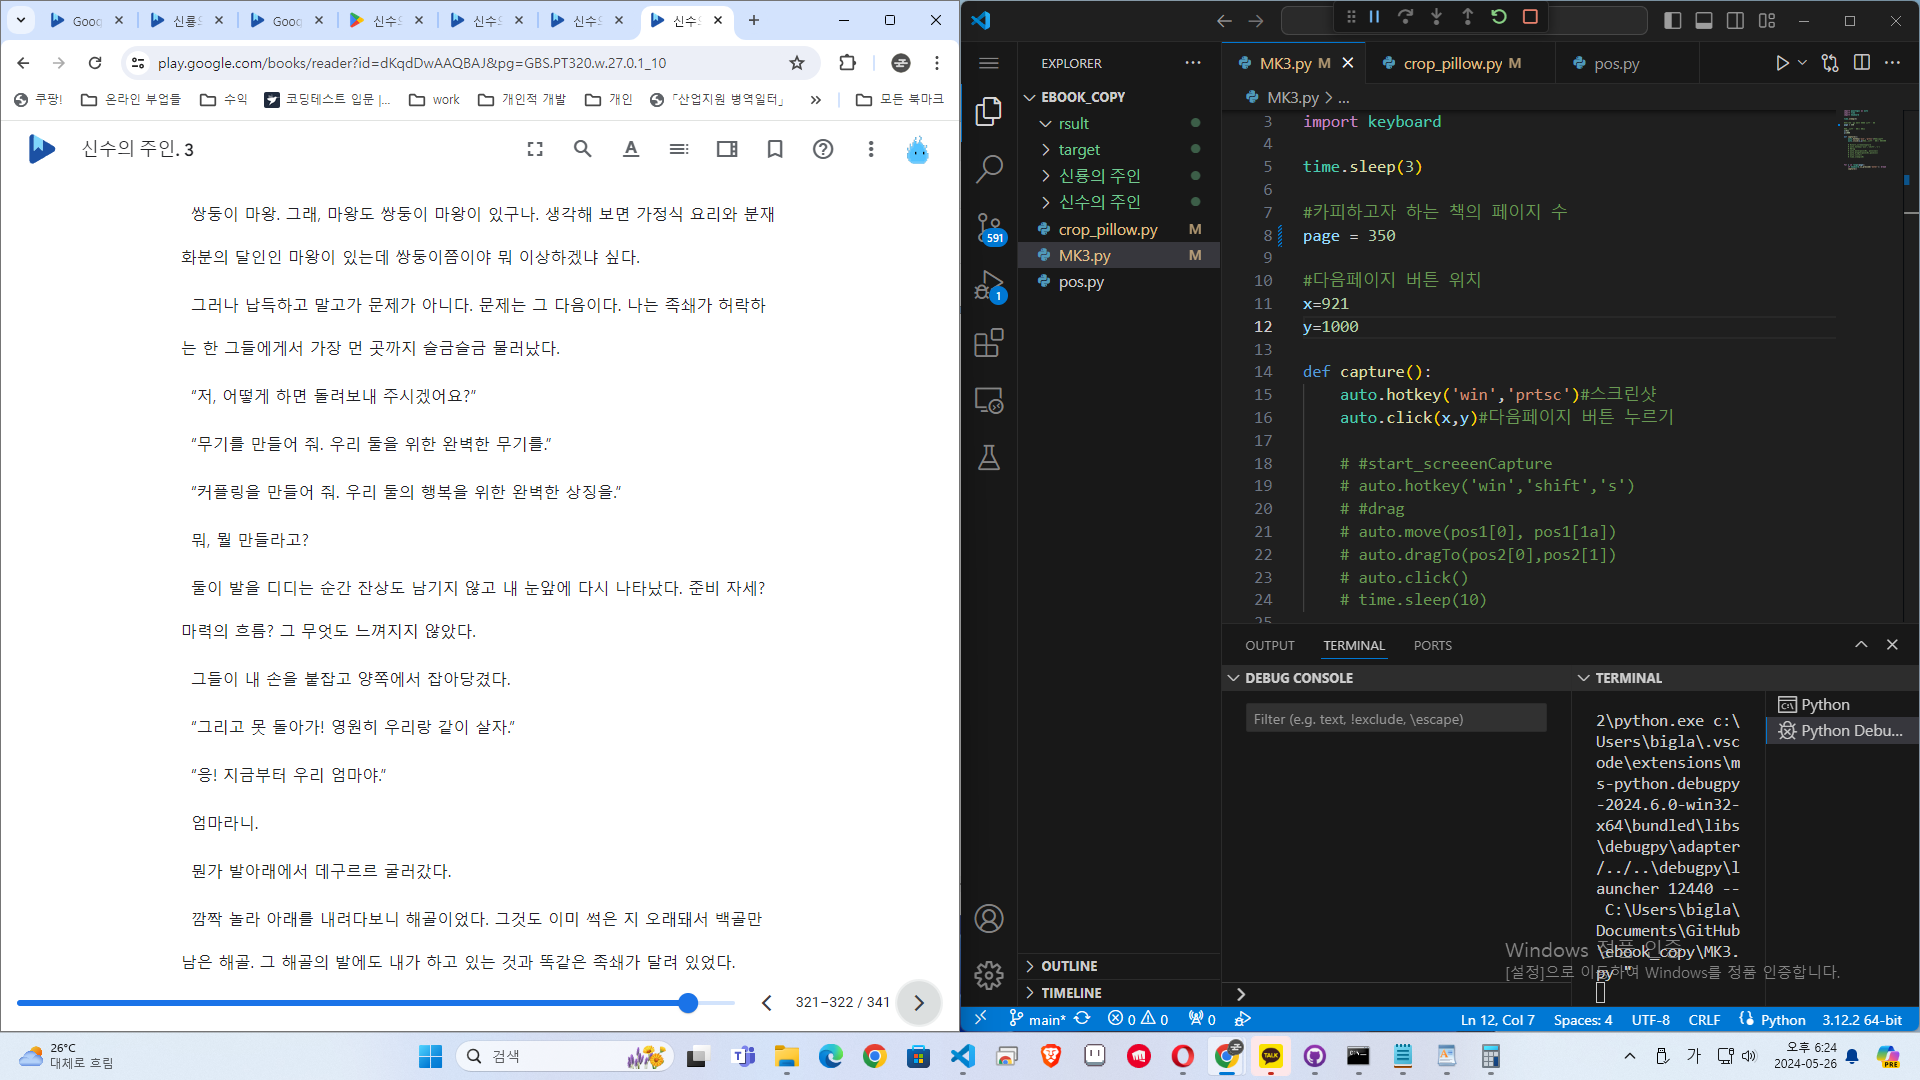 Goog
신룡
Goog
신수의
신수
신수
신수
play.google.com/books/reader?id=dKqdDwAAQBAJ&pg=GBS.PT320.w.27.0.1_10
쿠팡!
온라인 부업들
수익
코딩테스트 입문 |...
work
개인적 개발
개인
「산업지원 병역일터」
»
모든 북마크
신수의 주인. 3
쌍둥이 마왕. 그래, 마왕도 쌍둥이 마왕이 있구나. 생각해 보면 가정식 요리와 분재
화분의 달인인 마왕이 있는데 쌍둥이쯤이야 뭐 이상하겠냐 싶다.
그러나 납득하고 말고가 문제가 아니다. 문제는 그 다음이다. 나는 족쇄가 허락하
는 한 그들에게서 가장 먼 곳까지 슬금슬금 물러났다.
“저, 어떻게 하면 돌려보내 주시겠어요?”
“무기를 만들어 줘. 우리 둘을 위한 완벽한 무기를.”
“커플링을 만들어 줘. 우리 둘의 행복을 위한 완벽한 상징을.”
뭐, 뭘 만들라고?
둘이 발을 디디는 순간 잔상도 남기지 않고 내 눈앞에 다시 나타났다. 준비 자세?
마력의 흐름? 그 무엇도 느껴지지 않았다.
그들이 내 손을 붙잡고 양쪽에서 잡아당겼다.
“그리고 못 돌아가! 영원히 우리랑 같이 살자.”
“응! 지금부터 우리 엄마야.”
엄마라니.
뭔가 발아래에서 데구르르 굴러갔다.
깜짝 놀라 아래를 내려다보니 해골이었다. 그것도 이미 썩은 지 오래돼서 백골만
남은 해골. 그 해골의 발에도 내가 하고 있는 것과 똑같은 족쇄가 달려 있었다.
321–322 / 341
EXPLORER
EBOOK_COPY
rsult
target
신룡의 주인
신수의 주인
crop_pillow.py M
MK3.py M
pos.py
591
1
OUTLINE
TIMELINE
MK3.py M
crop_pillow.py M
pos.py
MK3.py > ...
3 import keyboard
4
5 time.sleep(3)
6
7 #카피하고자 하는 책의 페이지 수
8 page = 350
9
10 #다음페이지 버튼 위치
11 x=921
12 y=1000
13
14 def capture():
15 auto.hotkey('win','prtsc')#스크린샷
16 auto.click(x,y)#다음페이지 버튼 누르기
17
18 # #start_screeenCapture
19 # auto.hotkey('win','shift','s')
20 # #drag
21 # auto.move(pos1[0], pos1[1a])
22 # auto.dragTo(pos2[0],pos2[1])
23 # auto.click()
24 # time.sleep(10)
25
OUTPUT TERMINAL PORTS
DEBUG CONSOLE
Filter (e.g. text, !exclude, \escape)
TERMINAL
2\python.exe c:\
Users\bigla\.vsc
ode\extensions\m
s-python.debugpy
-2024.6.0-win32-
x64\bundled\libs
\debugpy\adapter
/../..\debugpy\l
auncher 12440 --
C:\Users\bigla\
Documents\GitHub
\ebook_copy\MK3.
py "
Python
Python Debu...
Windows 정품 인증
[설정]으로 이동하여 Windows를 정품 인증합니다.
main* 0 0 0
Ln 12, Col 7 Spaces: 4 UTF-8 CRLF Python 3.12.2 64-bit
26°C
대체로 흐림
검색
TALK
가
오후 6:24
2024-05-26
PRE